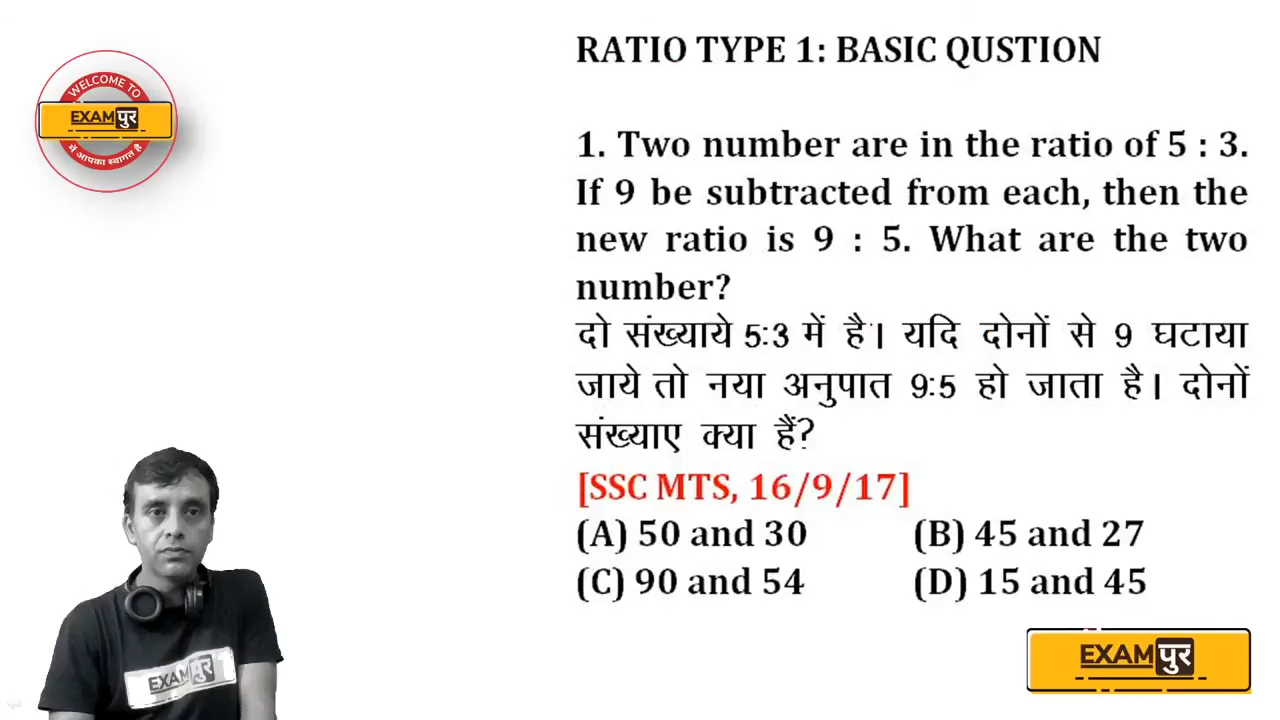 WELCOME TO
EXAMपुर
में आपका स्वागत है
RATIO TYPE 1: BASIC QUSTION
1. Two number are in the ratio of 5 : 3.
If 9 be subtracted from each, then the
new ratio is 9 : 5. What are the two
number?
दो संख्याये 5:3 में है। यदि दोनों से 9 घटाया
जाये तो नया अनुपात 9:5 हो जाता है। दोनों
संख्याए क्या हैं?
[SSC MTS, 16/9/17]
(A) 50 and 30 (B) 45 and 27
(C) 90 and 54 (D) 15 and 45
EXAMपुर
EXAMपुर